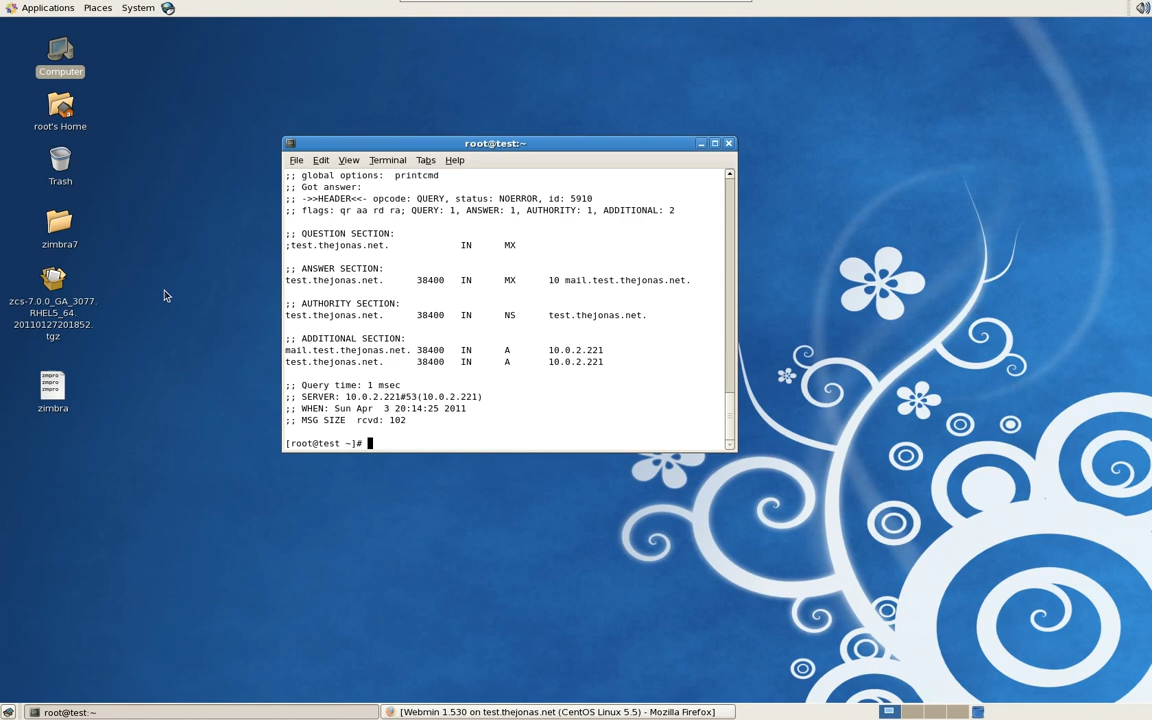 Applications Places System
Computer
root's Home
Trash
zimbra7
zcs-7.0.0_GA_3077.
RHEL5_64.
20110127201852.
tgz
zmpro
zmpro
zmpro
zimbra
root@test:~
File Edit View Terminal Tabs Help
;; global options:  printcmd
;; Got answer:
;; ->>HEADER<<- opcode: QUERY, status: NOERROR, id: 5910
;; flags: qr aa rd ra; QUERY: 1, ANSWER: 1, AUTHORITY: 1, ADDITIONAL: 2
;; QUESTION SECTION:
;test.thejonas.net. IN MX
;; ANSWER SECTION:
test.thejonas.net. 38400 IN MX 10 mail.test.thejonas.net.
;; AUTHORITY SECTION:
test.thejonas.net. 38400 IN NS test.thejonas.net.
;; ADDITIONAL SECTION:
mail.test.thejonas.net. 38400 IN A 10.0.2.221
test.thejonas.net. 38400 IN A 10.0.2.221
;; Query time: 1 msec
;; SERVER: 10.0.2.221#53(10.0.2.221)
;; WHEN: Sun Apr  3 20:14:25 2011
;; MSG SIZE  rcvd: 102
[root@test ~]#
root@test:~
[Webmin 1.530 on test.thejonas.net (CentOS Linux 5.5) - Mozilla Firefox]